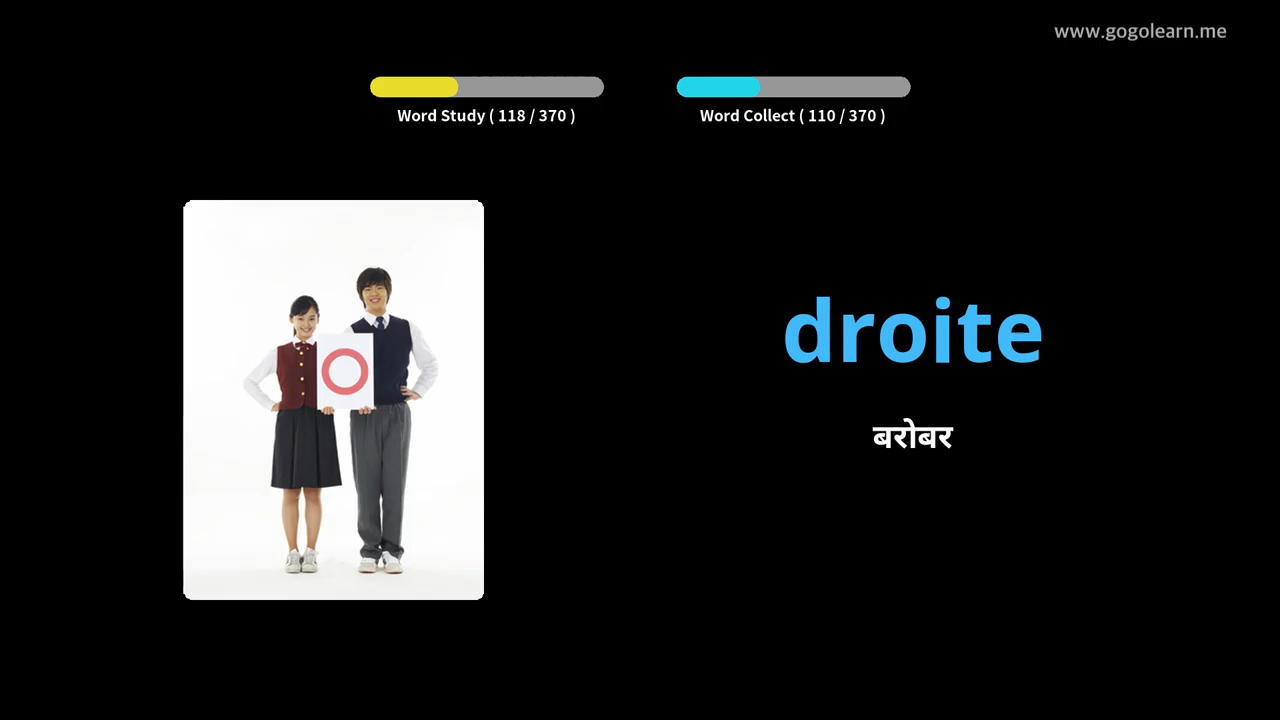 www.gogolearn.me
Word Study ( 118 / 370 )
Word Collect ( 110 / 370 )
droite
बरोबर